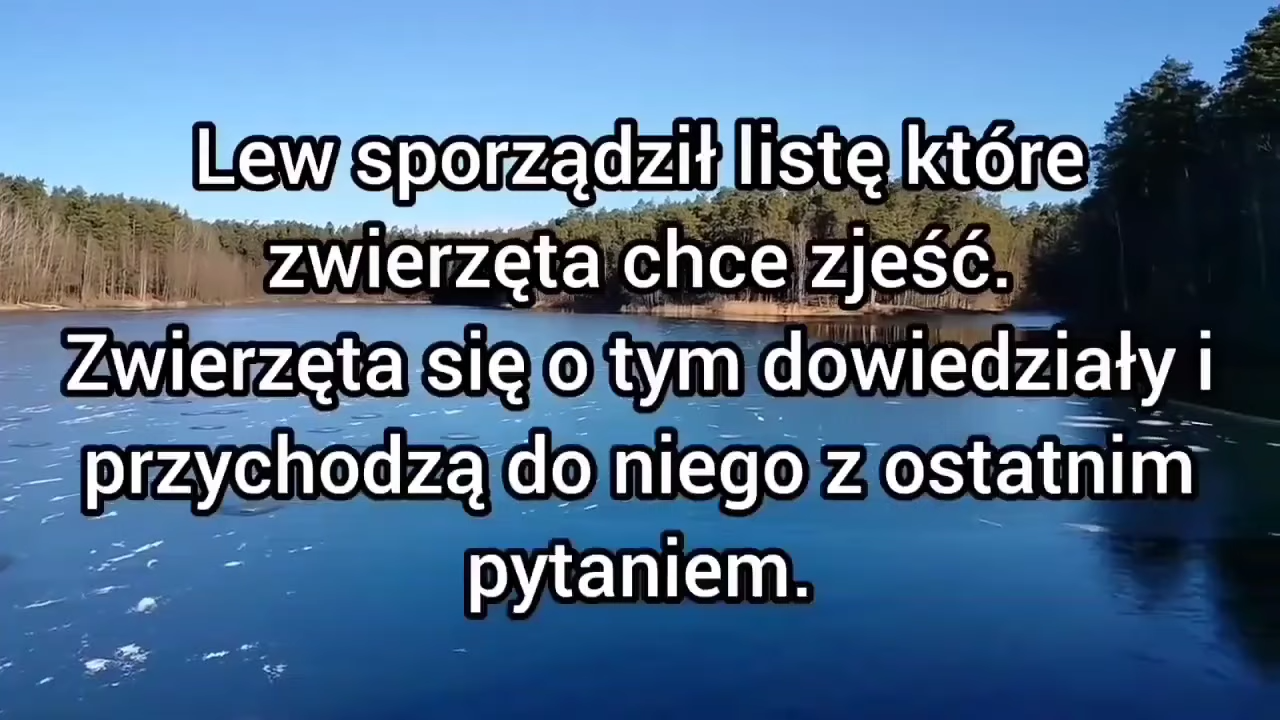 Lew sporządził listę które
zwierzęta chce zjeść.
Zwierzęta się o tym dowiedziały i
przychodzą do niego z ostatnim
pytaniem.